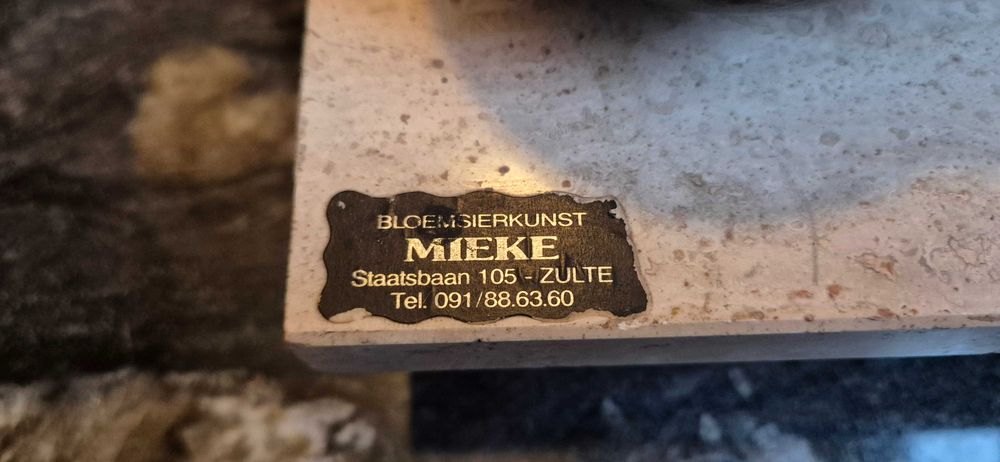 BLOEMSIERKUNST
MIEKE
Staatsbaan 105 - ZULTE
Tel. 091/88.63.60